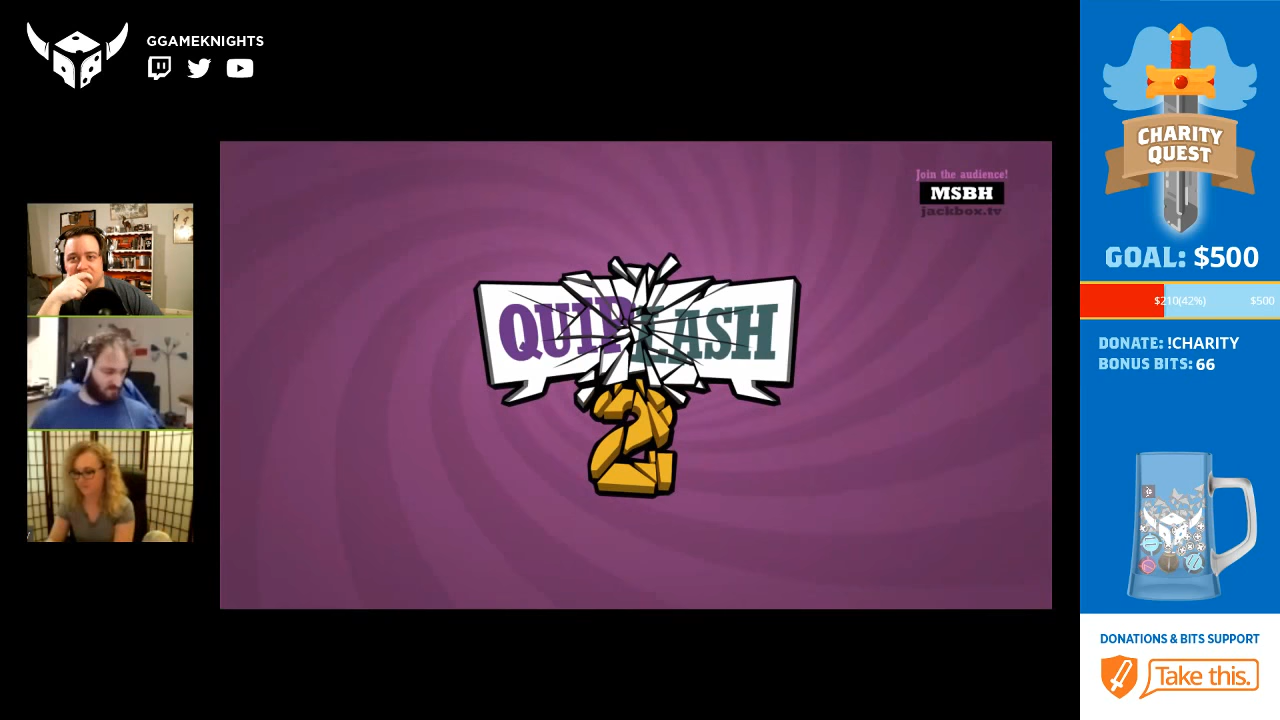 GGAMEKNIGHTS
Join the audience!
MSBH
jackbox.tv
QUIPLASH
2
CHARITY
QUEST
GOAL: $500
$210(42%) $500
DONATE: !CHARITY
BONUS BITS: 66
DONATIONS & BITS SUPPORT
Take this.